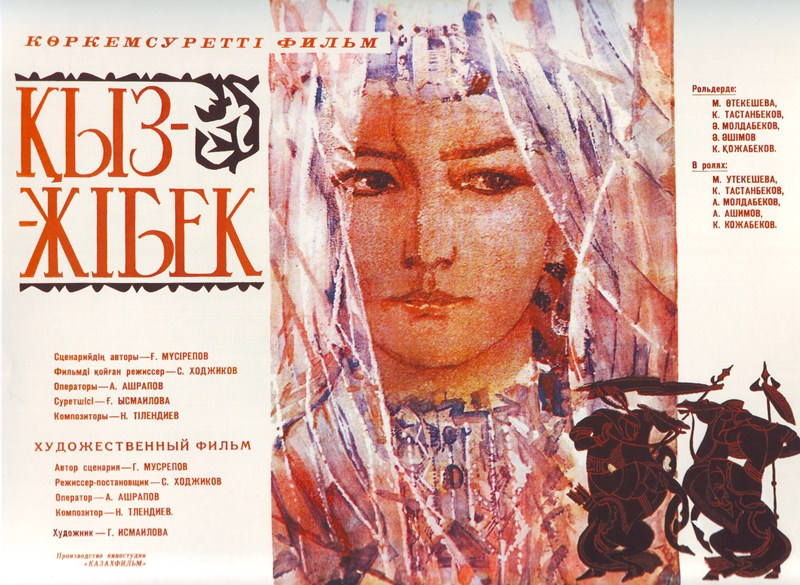 КӨРКЕМСУРЕТТІ ФИЛЬМ
ҚЫЗ-
-ЖІБЕК
Сценарийдің авторы—Ғ. МҮСІРЕПОВ
Фильмді қойған режиссер—С. ХОДЖИКОВ
Операторы—А. АШРАПОВ
Суретшісі—Ғ. ЫСМАИЛОВА
Композиторы—Н. ТІЛЕНДИЕВ
ХУДОЖЕСТВЕННЫЙ ФИЛЬМ
Автор сценария—Г. МУСРЕПОВ
Режиссер-постановщик—С. ХОДЖИКОВ
Оператор—А. АШРАПОВ
Композитор—Н. ТЛЕНДИЕВ.
Художник—Г. ИСМАИЛОВА
Производство киностудии
«КАЗАХФИЛЬМ»
Рольдерде:
М. ӨТЕКЕШЕВА,
К. ТАСТАНБЕКОВ,
Ә. МОЛДАБЕКОВ,
Ә. ӘШІМОВ
К. ҚОЖАБЕКОВ.
В ролях:
М. УТЕКЕШЕВА,
К. ТАСТАНБЕКОВ,
А. МОЛДАБЕКОВ,
А. АШИМОВ,
К. КОЖАБЕКОВ.